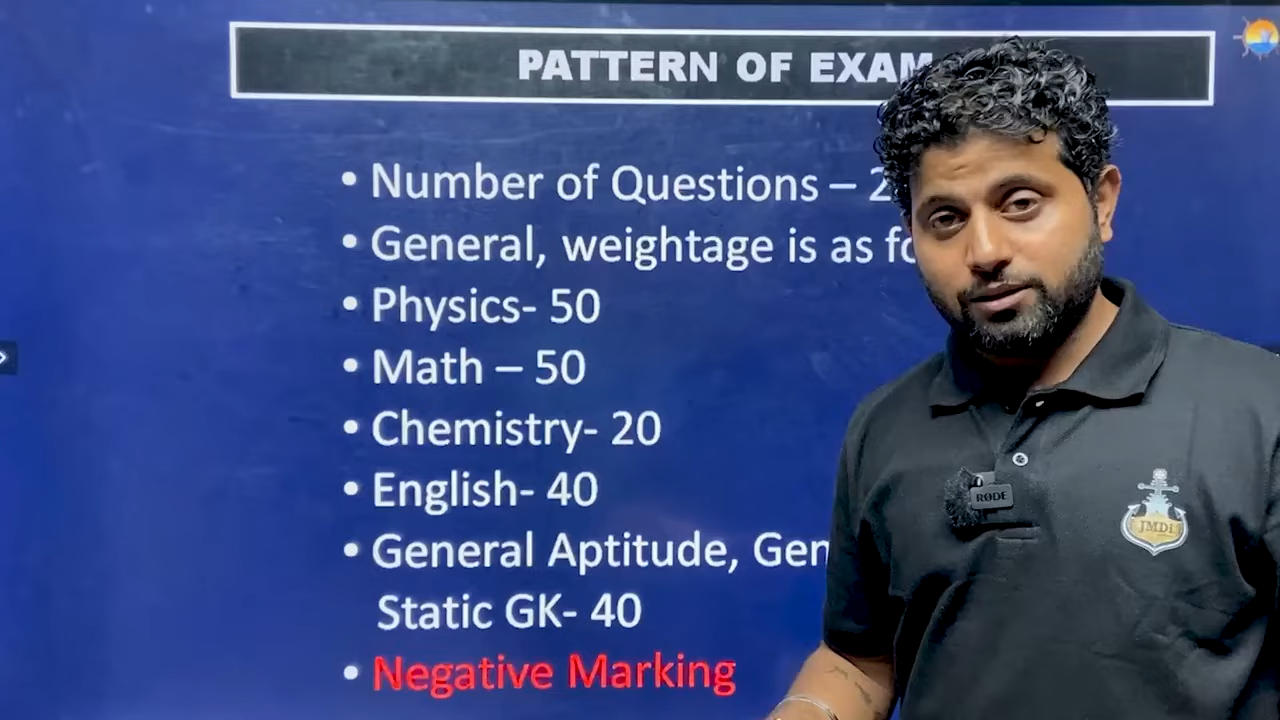 PATTERN OF EXAM
• Number of Questions – 2
• General, weightage is as fo
• Physics- 50
• Math – 50
• Chemistry- 20
• English- 40
• General Aptitude, Gen
Static GK- 40
• Negative Marking
RØDE
JMDi